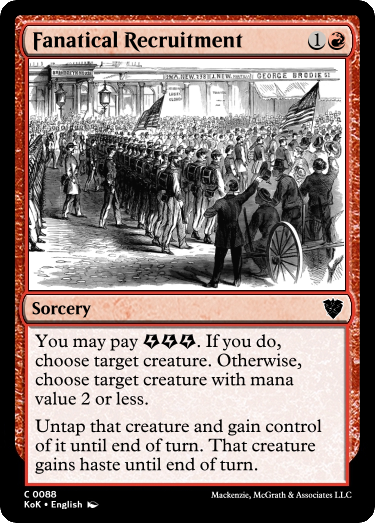 Fanatical Recruitment 1
GEORGE BRODIE
Sorcery
You may pay . If you do,
choose target creature. Otherwise,
choose target creature with mana
value 2 or less.
Untap that creature and gain control
of it until end of turn. That creature
gains haste until end of turn.
C 0088
KoK • English
Mackenzie, McGrath & Associates LLC